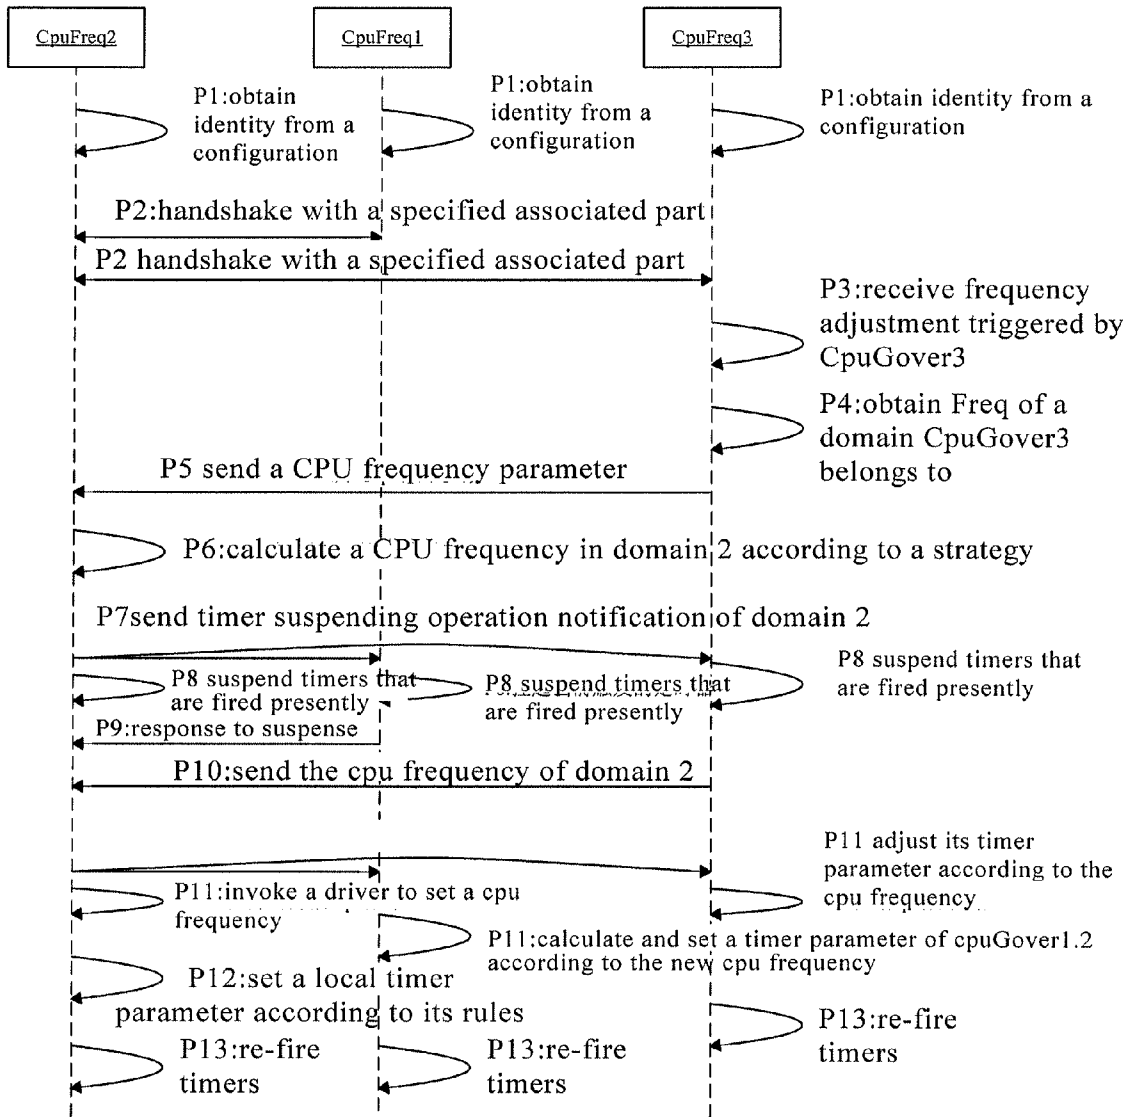 CpuFreq2
CpuFreq1
CpuFreq3
P1:obtain
identity from a
configuration
P1:obtain
identity from a
configuration
P1:obtain identity from a
configuration
P2:handshake with a specified associated part
P2 handshake with a specified associated part
P3:receive frequency
adjustment triggered by
CpuGover3
P4:obtain Freq of a
domain CpuGover3
belongs to
P5 send a CPU frequency parameter
P6:calculate a CPU frequency in domain 2 according to a strategy
P7send timer suspending operation notification of domain 2
P8 suspend timers that
are fired presently
P8 suspend timers that
are fired presently
P8 suspend timers that
are fired presently
P9:response to suspense
P10:send the cpu frequency of domain 2
P11 adjust its timer
parameter according to the
cpu frequency
P11:invoke a driver to set a cpu
frequency
P11:calculate and set a timer parameter of cpuGover1.2
according to the new cpu frequency
P12:set a local timer
parameter according to its rules
P13:re-fire
timers
P13:re-fire
timers
P13:re-fire
timers